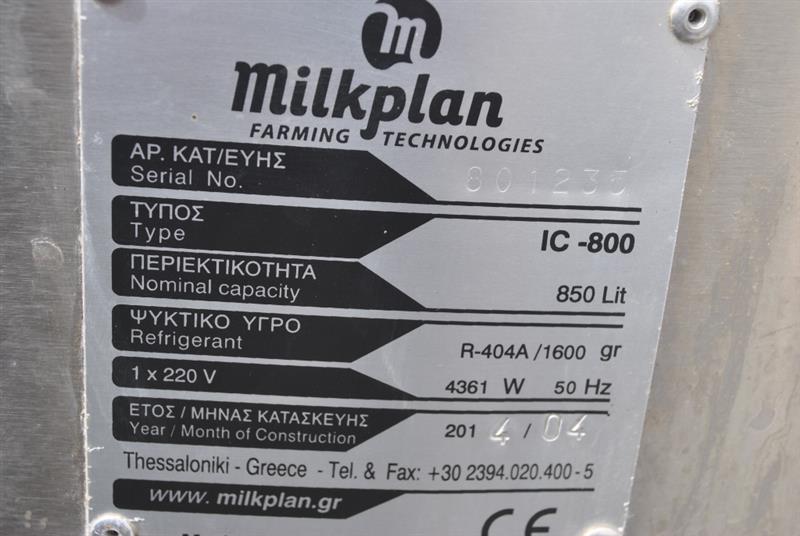 m
milkplan
FARMING TECHNOLOGIES
ΑΡ. ΚΑΤ/ΕΥΗΣ
Serial No. 801235
ΤΥΠΟΣ
Type IC -800
ΠΕΡΙΕΚΤΙΚΟΤΗΤΑ
Nominal capacity 850 Lit
ΨΥΚΤΙΚΟ ΥΓΡΟ
Refrigerant R-404A /1600 gr
1 x 220 V 4361 W 50 Hz
ΕΤΟΣ / ΜΗΝΑΣ ΚΑΤΑΣΚΕΥΗΣ
Year / Month of Construction 201 4 / 04
Thessaloniki - Greece - Tel. & Fax: +30 2394.020.400-5
www. milkplan.gr
CE